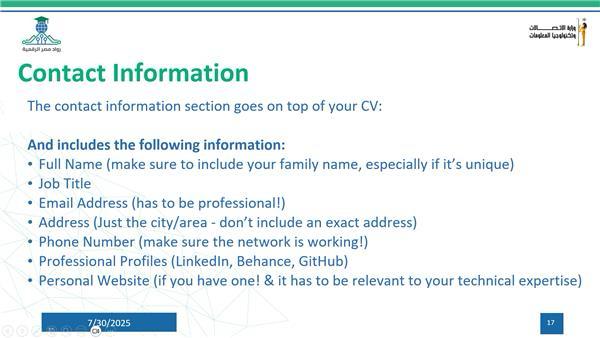 رواد مصر الرقمية
وزارة الاتصــــالات
وتكنولوجيا المعلومات
Contact Information
The contact information section goes on top of your CV:
And includes the following information:
• Full Name (make sure to include your family name, especially if it’s unique)
• Job Title
• Email Address (has to be professional!)
• Address (Just the city/area - don’t include an exact address)
• Phone Number (make sure the network is working!)
• Professional Profiles (LinkedIn, Behance, GitHub)
• Personal Website (if you have one! & it has to be relevant to your technical expertise)
7/30/2025
17